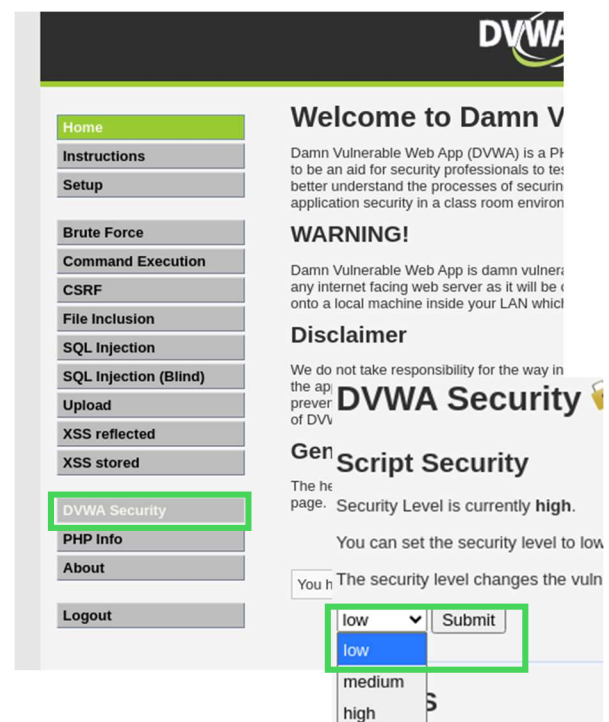 DVWA
Home
Instructions
Setup
Brute Force
Command Execution
CSRF
File Inclusion
SQL Injection
SQL Injection (Blind)
Upload
XSS reflected
XSS stored
DVWA Security
PHP Info
About
Logout
Welcome to Damn V
Damn Vulnerable Web App (DVWA) is a PH
to be an aid for security professionals to tes
better understand the processes of securin
application security in a class room environ
WARNING!
Damn Vulnerable Web App is damn vulnera
any internet facing web server as it will be c
onto a local machine inside your LAN which
Disclaimer
We do not take responsibility for the way in
the ap
preven
of DVW
Gen
The he
page.
You h
DVWA Security
Script Security
Security Level is currently high.
You can set the security level to low
The security level changes the vuln
low Submit
low
medium
high